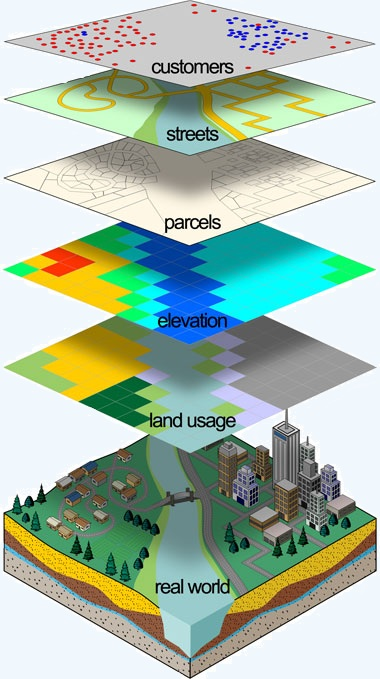 customers
streets
parcels
elevation
land usage
real world